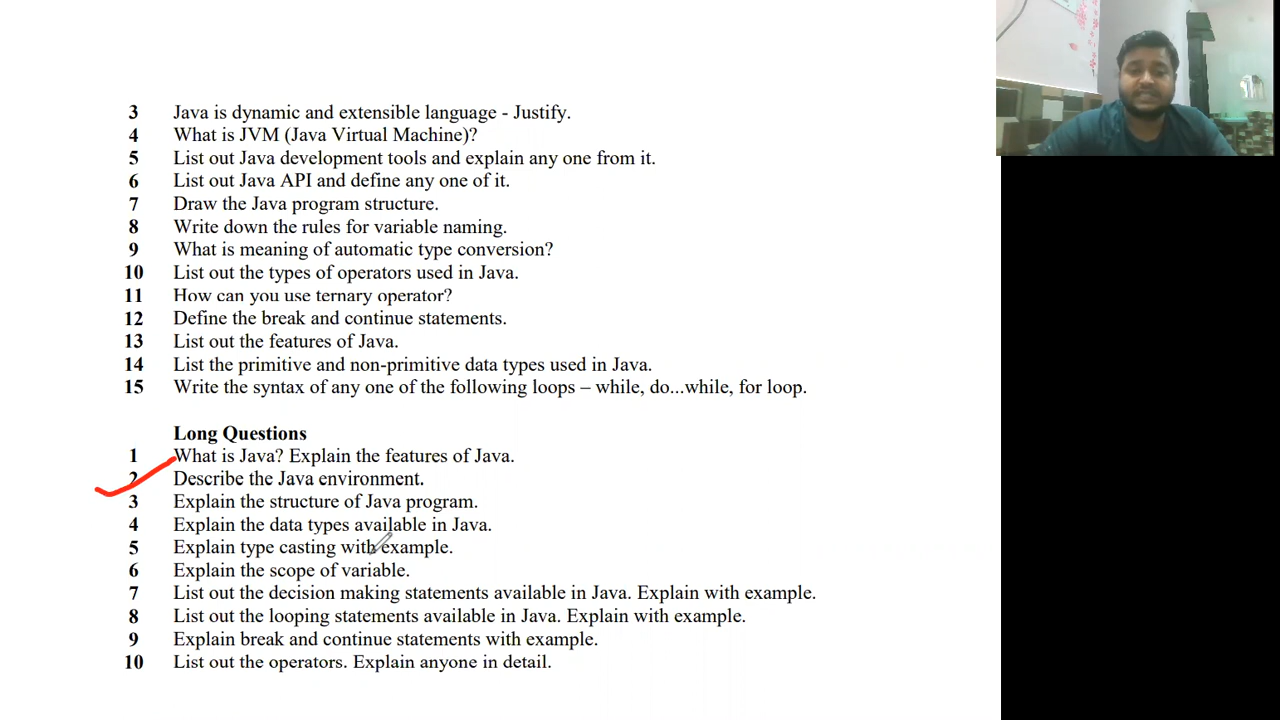 3 Java is dynamic and extensible language - Justify.
4 What is JVM (Java Virtual Machine)?
5 List out Java development tools and explain any one from it.
6 List out Java API and define any one of it.
7 Draw the Java program structure.
8 Write down the rules for variable naming.
9 What is meaning of automatic type conversion?
10 List out the types of operators used in Java.
11 How can you use ternary operator?
12 Define the break and continue statements.
13 List out the features of Java.
14 List the primitive and non-primitive data types used in Java.
15 Write the syntax of any one of the following loops – while, do...while, for loop.
Long Questions
1 What is Java? Explain the features of Java.
2 Describe the Java environment.
3 Explain the structure of Java program.
4 Explain the data types available in Java.
5 Explain type casting with example.
6 Explain the scope of variable.
7 List out the decision making statements available in Java. Explain with example.
8 List out the looping statements available in Java. Explain with example.
9 Explain break and continue statements with example.
10 List out the operators. Explain anyone in detail.